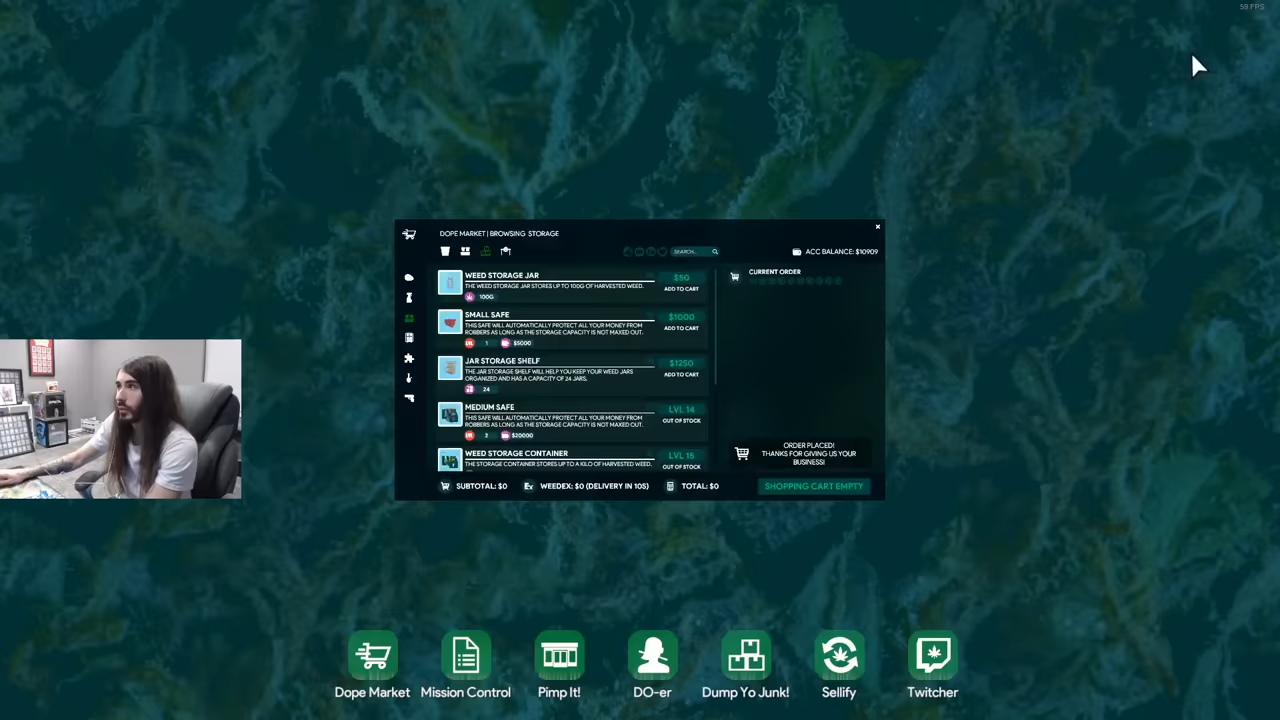 59 FPS
DOPE MARKET | BROWSING STORAGE
SEARCH...
ACC BALANCE: $10909
WEED STORAGE JAR
THE WEED STORAGE JAR STORES UP TO 100G OF HARVESTED WEED.
100G
$50
ADD TO CART
SMALL SAFE
THIS SAFE WILL AUTOMATICALLY PROTECT ALL YOUR MONEY FROM
ROBBERS AS LONG AS THE STORAGE CAPACITY IS NOT MAXED OUT.
LVL 1 $5000
$1000
ADD TO CART
JAR STORAGE SHELF
THE JAR STORAGE SHELF WILL HELP YOU KEEP YOUR WEED JARS
ORGANIZED AND HAS A CAPACITY OF 24 JARS.
24
$1250
ADD TO CART
MEDIUM SAFE
THIS SAFE WILL AUTOMATICALLY PROTECT ALL YOUR MONEY FROM
ROBBERS AS LONG AS THE STORAGE CAPACITY IS NOT MAXED OUT.
LVL 2 $20000
LVL 14
OUT OF STOCK
WEED STORAGE CONTAINER
THE STORAGE CONTAINER STORES UP TO A KILO OF HARVESTED WEED.
LVL 15
OUT OF STOCK
CURRENT ORDER
ORDER PLACED!
THANKS FOR GIVING US YOUR
BUSINESS!
SUBTOTAL: $0
Ex WEEDEX: $0 (DELIVERY IN 10S)
TOTAL: $0
SHOPPING CART EMPTY
Dope Market
Mission Control
Pimp It!
DO-er
Dump Yo Junk!
Sellify
Twitcher